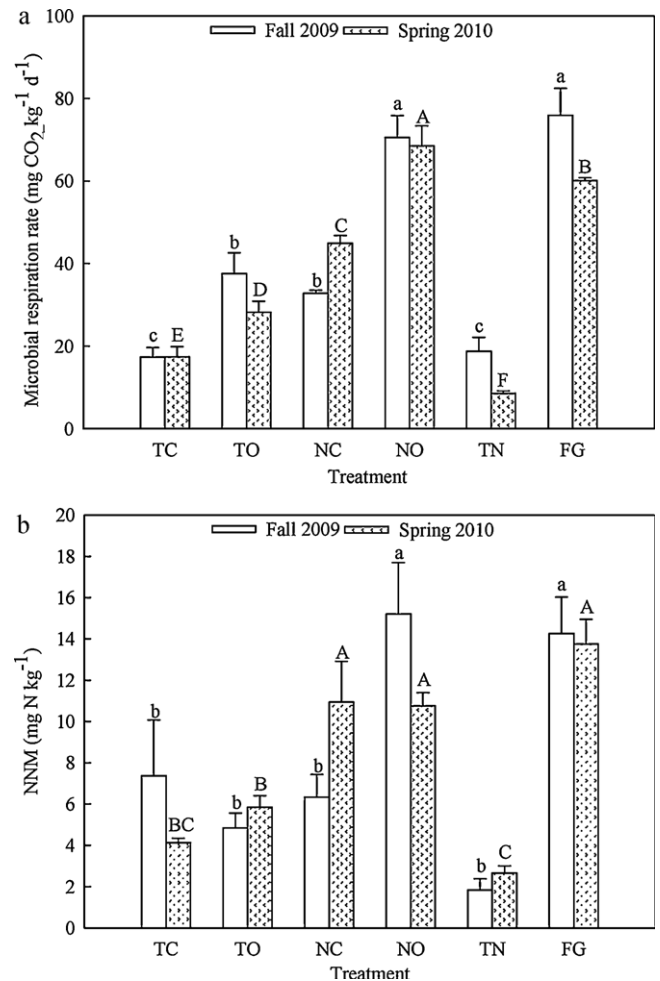 a
100
Fall 2009 Spring 2010
80
60
40
20
0
Microbial respiration rate (mg CO₂ kg⁻¹ d⁻¹)
c E
b D
b C
a A
c F
a B
TC TO NC NO TN FG
Treatment
b
20
Fall 2009 Spring 2010
18
16
14
12
10
8
6
4
2
0
NNM (mg N kg⁻¹)
b BC
b B
b A
a A
b C
a A
TC TO NC NO TN FG
Treatment